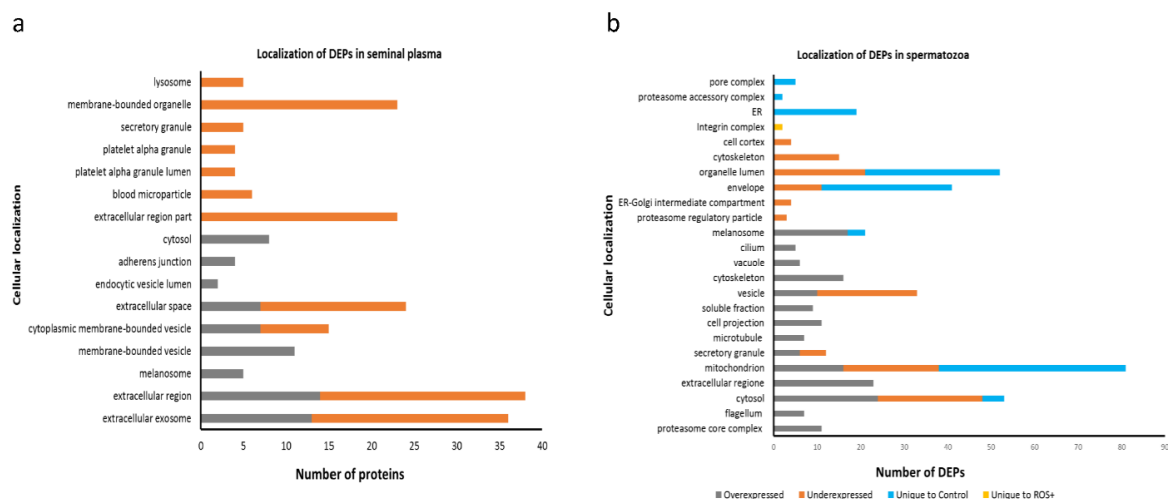 a
Localization of DEPs in seminal plasma
Cellular localization
lysosome
membrane-bounded organelle
secretory granule
platelet alpha granule
platelet alpha granule lumen
blood microparticle
extracellular region part
cytosol
adherens junction
endocytic vesicle lumen
extracellular space
cytoplasmic membrane-bounded vesicle
membrane-bounded vesicle
melanosome
extracellular region
extracellular exosome
0 5 10 15 20 25 30 35 40
Number of proteins
b
Localization of DEPs in spermatozoa
Cellular localization
pore complex
proteasome accessory complex
ER
Integrin complex
cell cortex
cytoskeleton
organelle lumen
envelope
ER-Golgi intermediate compartment
proteasome regulatory particle
melanosome
cilium
vacuole
cytoskeleton
vesicle
soluble fraction
cell projection
microtubule
secretory granule
mitochondrion
extracellular regione
cytosol
flagellum
proteasome core complex
0 10 20 30 40 50 60 70 80 90
Number of DEPs
Overexpressed Underexpressed Unique to Control Unique to ROS+